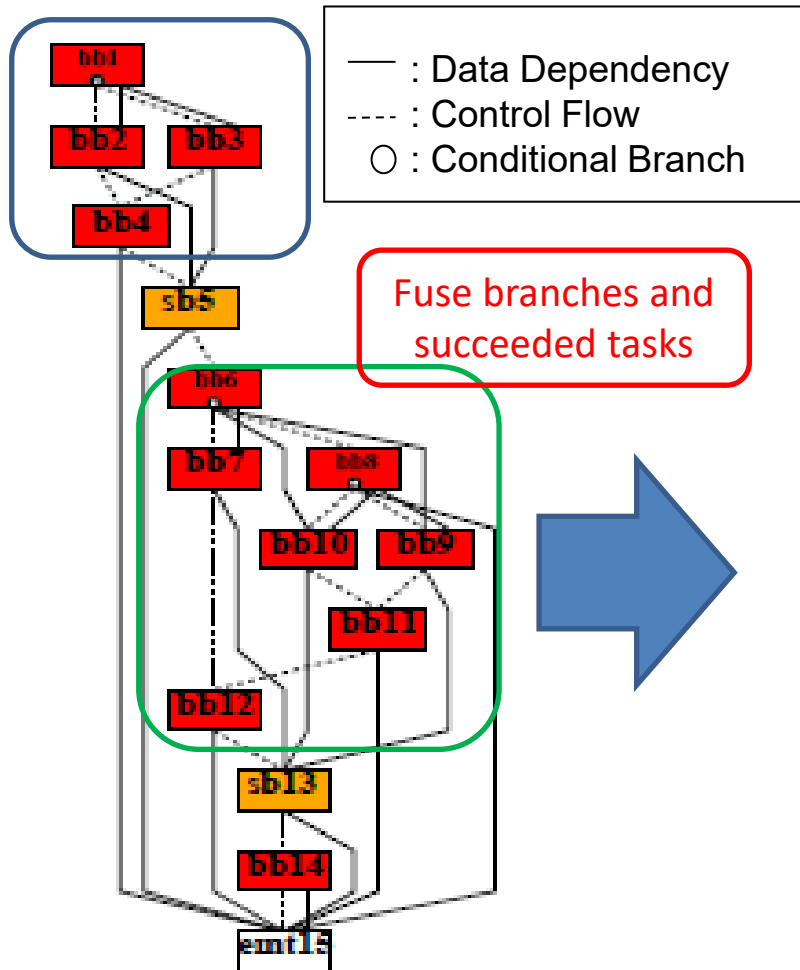 bb1
: Data Dependency
: Control Flow
: Conditional Branch
bb2
bb3
bb4
sb5
Fuse branches and
succeeded tasks
bb6
bb7
bb8
bb10
bb9
bb11
bb12
sb13
bb14
emt15